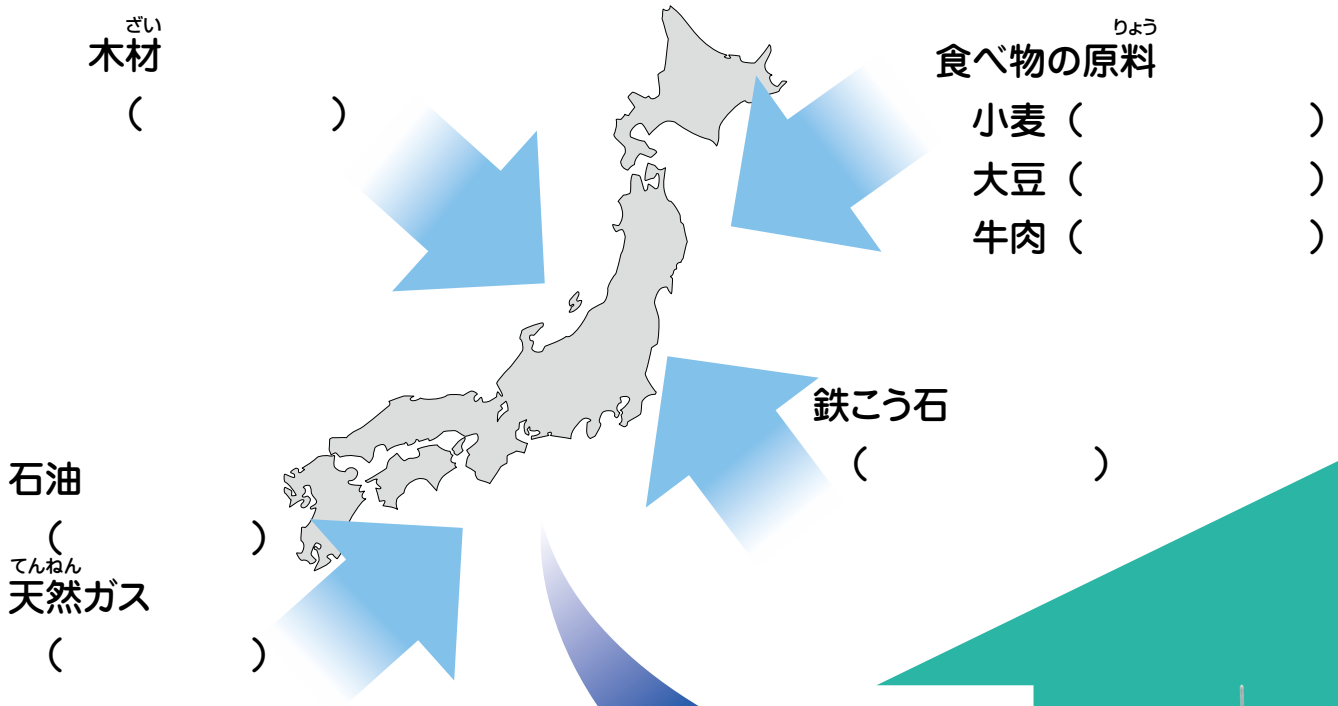 ざい
木材
（　　　　　）
りょう
食べ物の原料
小麦（　　　　　　）
大豆（　　　　　　）
牛肉（　　　　　　）
鉄こう石
（　　　　　　）
石油
（　　　　　）
てんねん
天然ガス
（　　　　　）